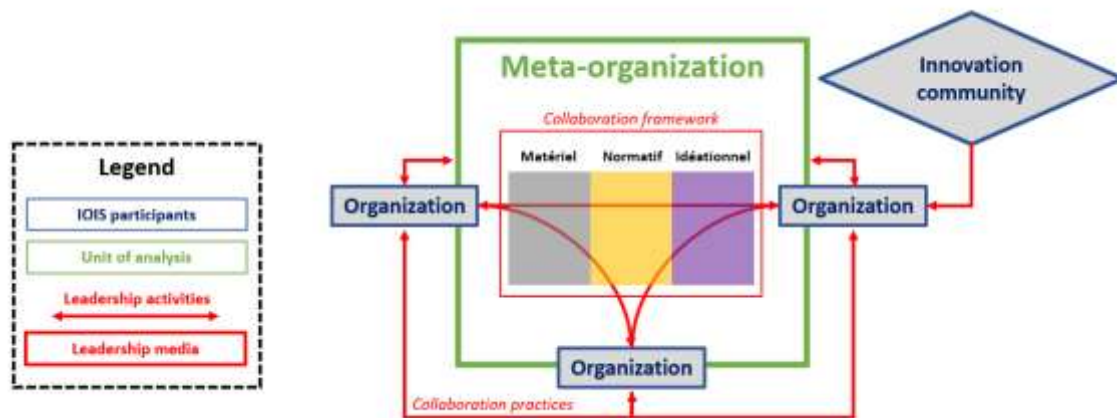 Meta-organization
Innovation
community
Collaboration framework
Matériel
Normatif
Idéationnel
Organization
Organization
Organization
Collaboration practices
Legend
IOIS participants
Unit of analysis
Leadership activities
Leadership media